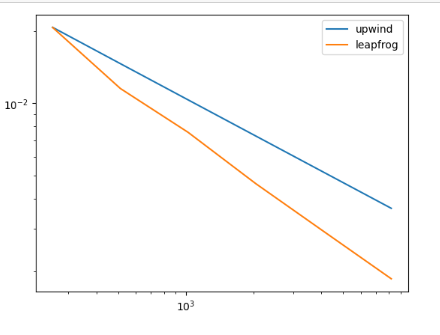 upwind
leapfrog
10⁻²
10³